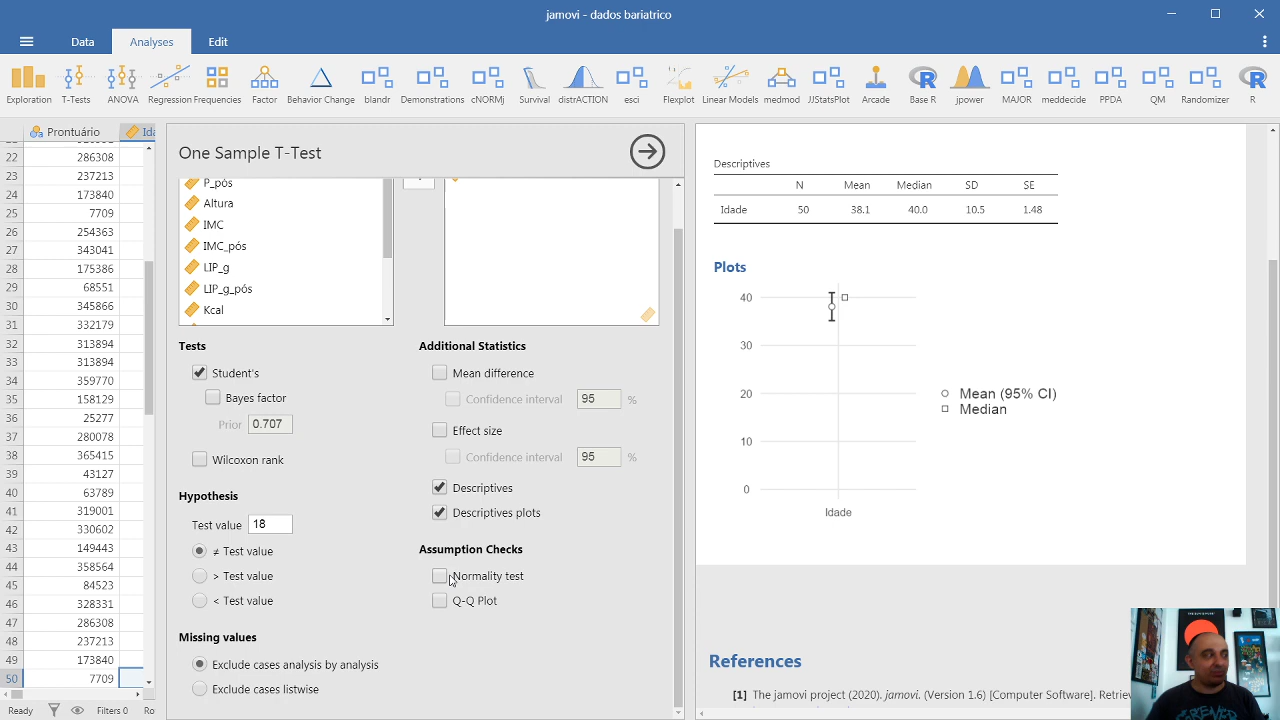 jamovi - dados bariatrico
Data Analyses Edit
Exploration T-Tests ANOVA Regression Frequencies Factor Behavior Change blandr Demonstrations cNORMj Survival distrACTION esci Flexplot Linear Models medmod JJStatsPlot Arcade Base R jpower MAJOR meddecide PPDA QM Randomizer R
Prontuário Ida
22 286308
23 237213
24 173840
25 7709
26 254363
27 343041
28 175386
29 68551
30 345866
31 332179
32 313894
33 313894
34 359770
35 158129
36 25277
37 280078
38 365415
39 43127
40 63789
41 319001
42 330602
43 149443
44 358564
45 84523
46 328331
47 286308
48 237213
49 173840
50 7709
Ready Filters 0 Ro
One Sample T-Test
P_pós
Altura
IMC
IMC_pós
LIP_g
LIP_g_pós
Kcal
Tests
Student's
Bayes factor
Prior 0.707
Wilcoxon rank
Hypothesis
Test value 18
≠ Test value
> Test value
< Test value
Missing values
Exclude cases analysis by analysis
Exclude cases listwise
Additional Statistics
Mean difference
Confidence interval 95 %
Effect size
Confidence interval 95 %
Descriptives
Descriptives plots
Assumption Checks
Normality test
Q-Q Plot
Descriptives
N Mean Median SD SE
Idade 50 38.1 40.0 10.5 1.48
Plots
40
30
20
10
0
Idade
Mean (95% CI)
Median
References
[1] The jamovi project (2020). jamovi. (Version 1.6) [Computer Software]. Retriev